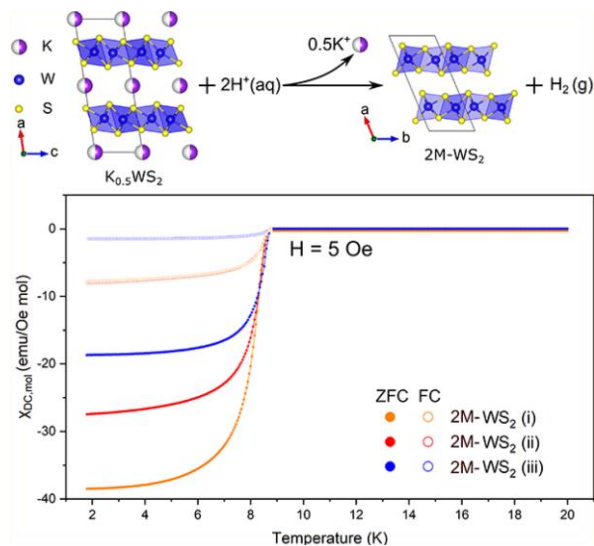 K
W
S
a
c
K₀.₅WS₂
+ 2H⁺(aq)
0.5K⁺
a
b
2M-WS₂
+ H₂ (g)
H = 5 Oe
ZFC FC
2M-WS₂ (i)
2M-WS₂ (ii)
2M-WS₂ (iii)
X_DC,mol (emu/Oe mol)
0
-10
-20
-30
-40
2 4 6 8 10 12 14 16 18 20
Temperature (K)